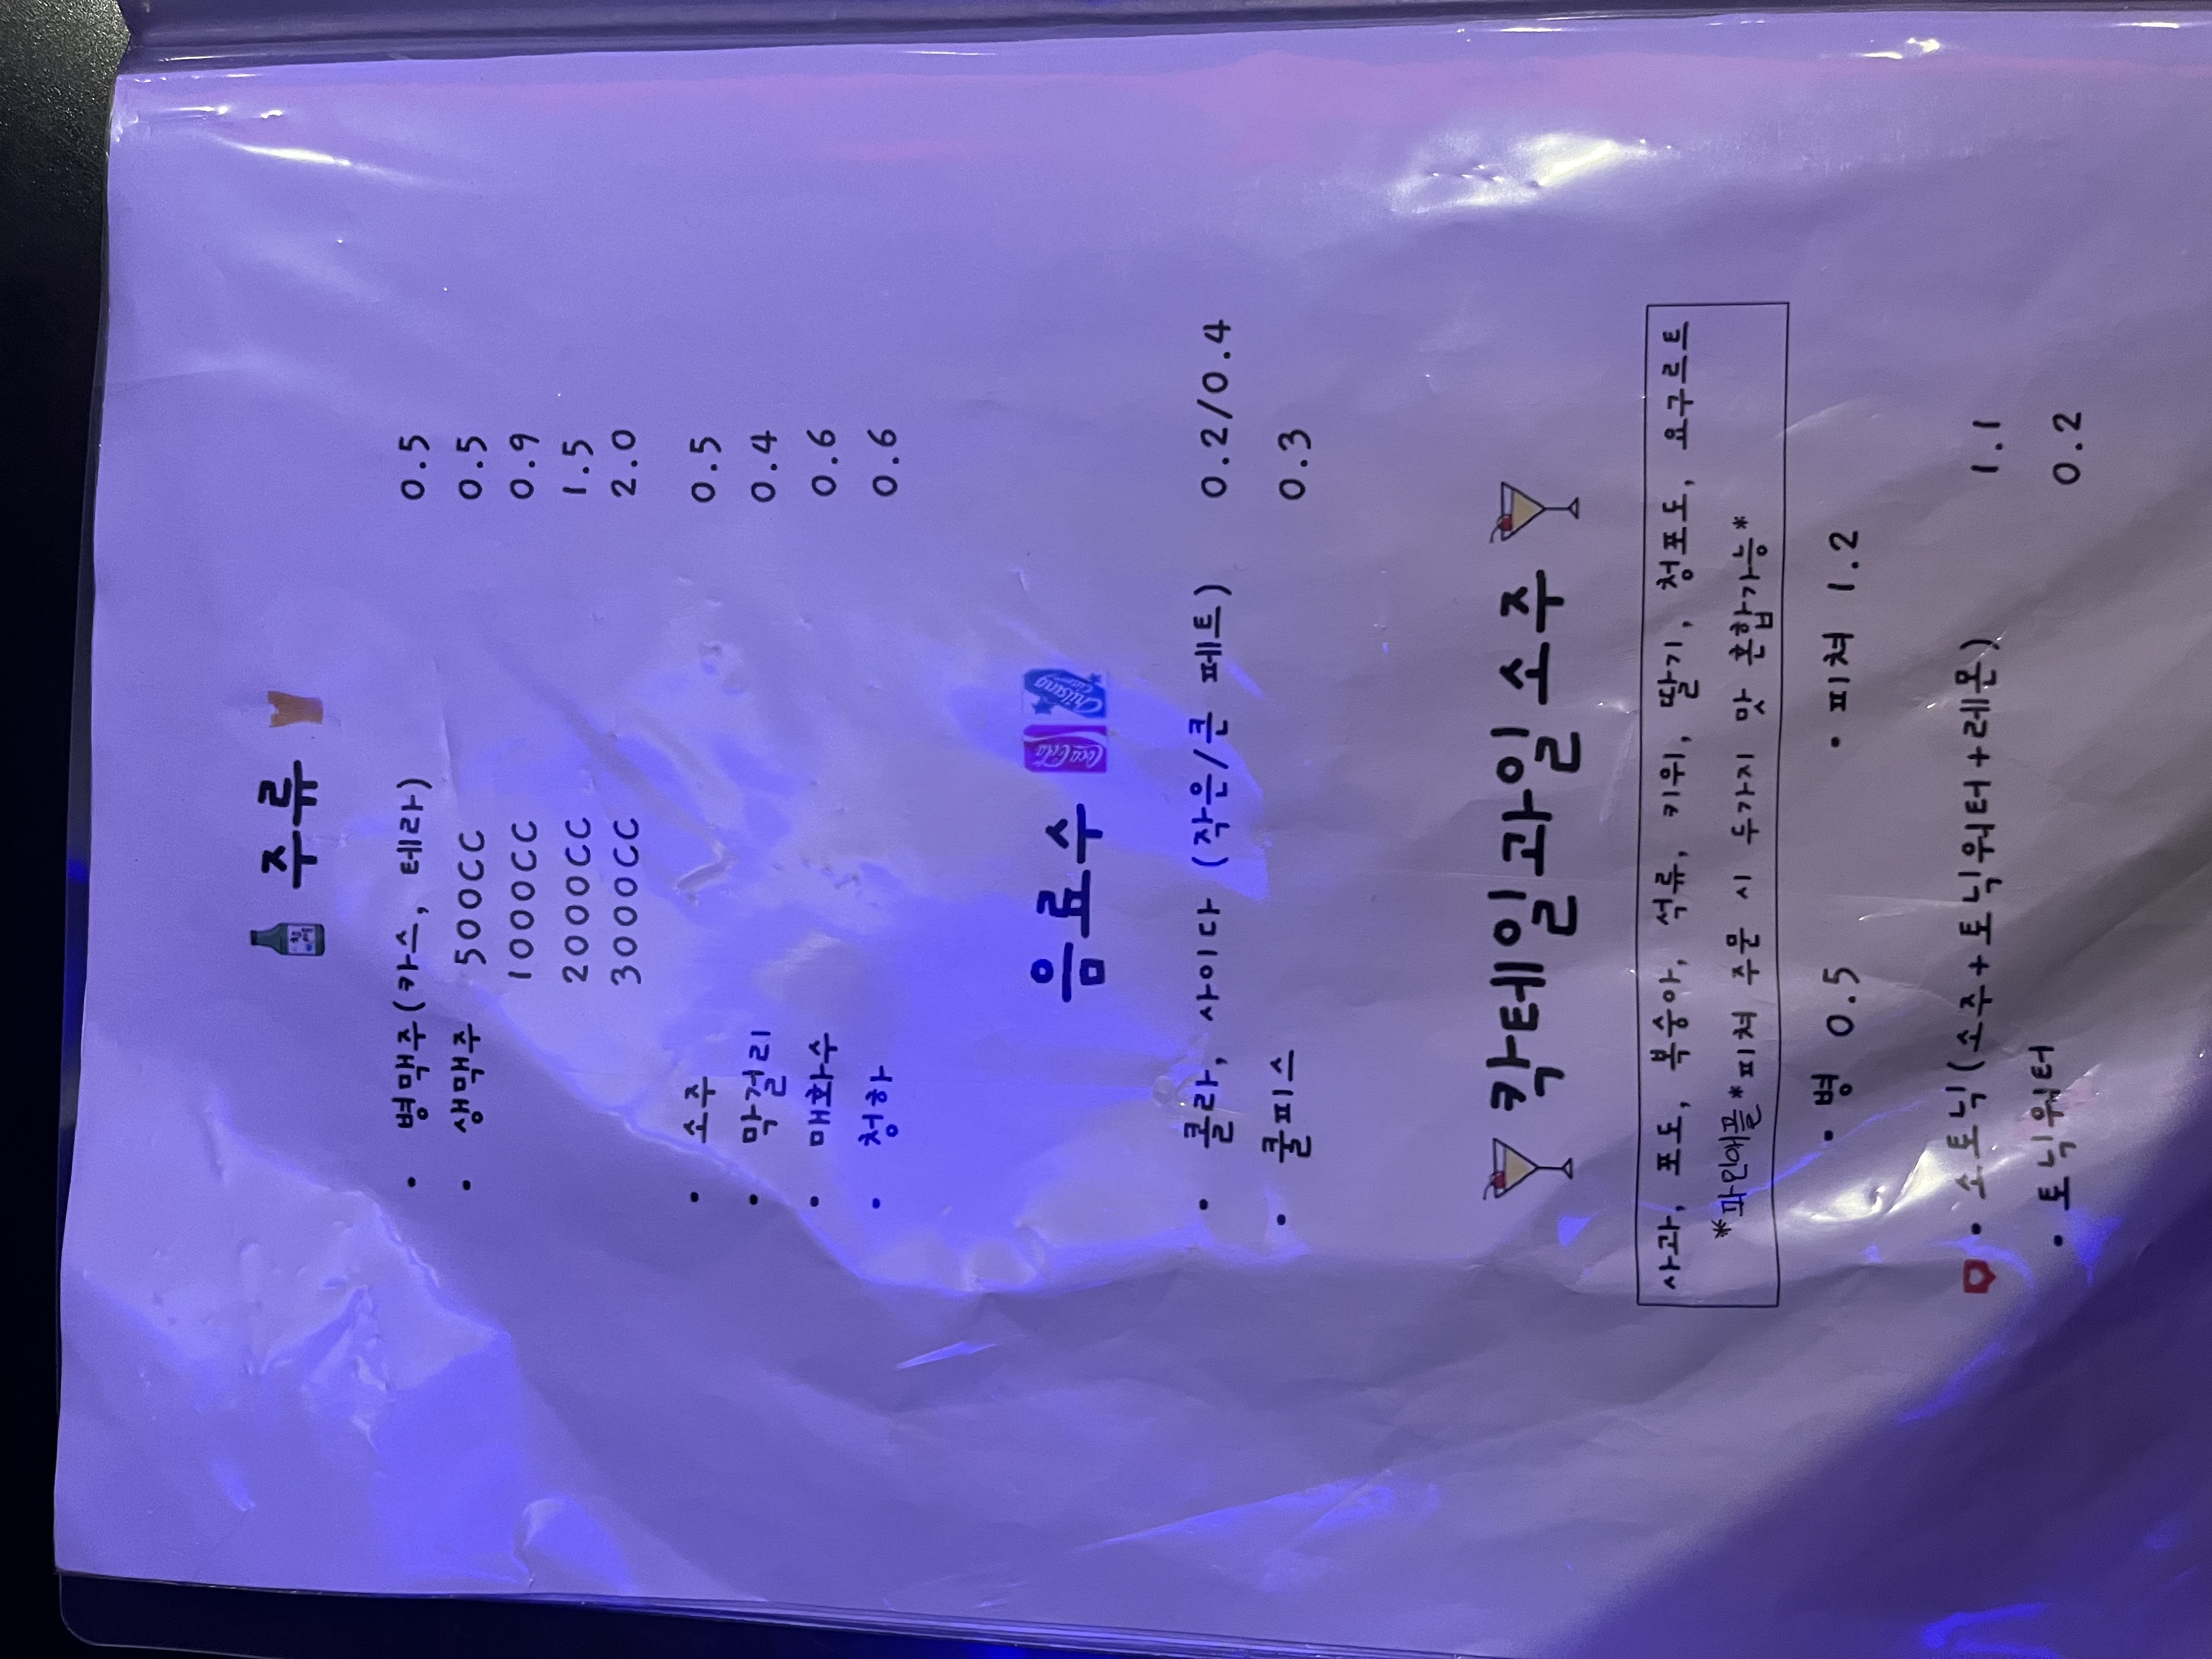 주류
• 병맥주(카스, 테라) 0.5
• 생맥주 500CC 0.5
1000CC 0.9
2000CC 1.5
3000CC 2.0
• 소주 0.5
• 막걸리 0.4
• 매화수 0.6
• 청하 0.6
음료수 Coca-Cola Chilsung Cider
• 콜라, 사이다 (작은/큰 페트) 0.2/0.4
• 쿨피스 0.3
칵테일과일소주
사과, 포도, 복숭아, 석류, 키위, 딸기, 청포도, 요구르트
*파인애플 *피쳐 주문 시 두가지 맛 혼합가능*
• 병 0.5 • 피쳐 1.2
• 소토닉(소주+토닉워터+레몬) 1.1
• 토닉워터 0.2